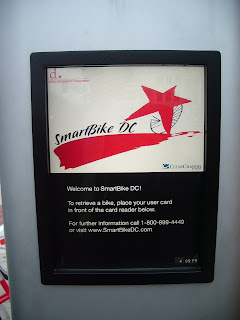 d.
SmartBike DC
CLEARCHANNEL
Welcome to SmartBike DC!
To retrieve a bike, place your user card
in front of the card reader below.
For further information call 1-800-899-4449
or visit www.SmartBikeDC.com